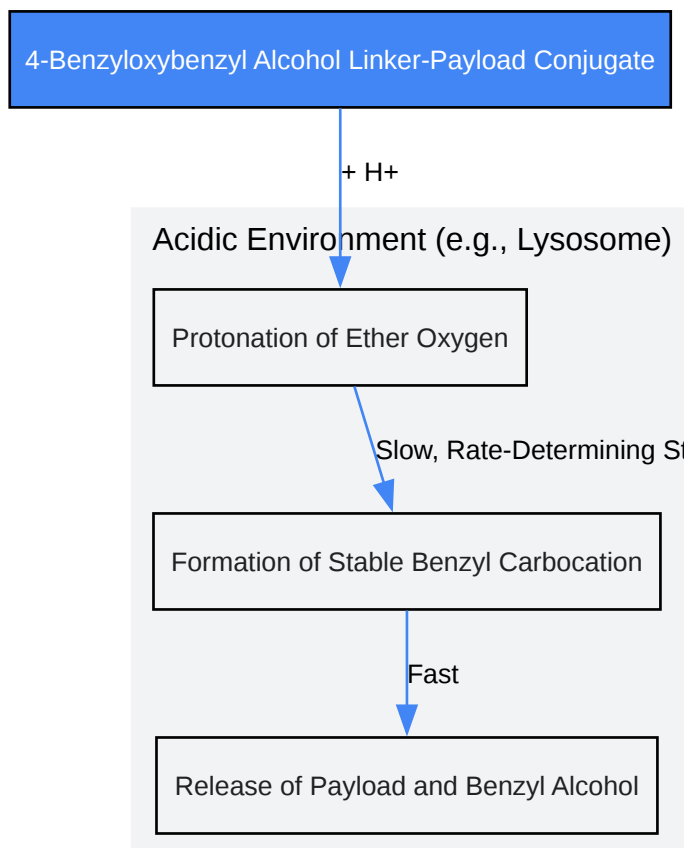 4-Benzyloxybenzyl Alcohol Linker-Payload Conjugate
+ H+
Acidic Environment (e.g., Lysosome)
Protonation of Ether Oxygen
Slow, Rate-Determining
Formation of Stable Benzyl Carbocation
Fast
Release of Payload and Benzyl Alcohol